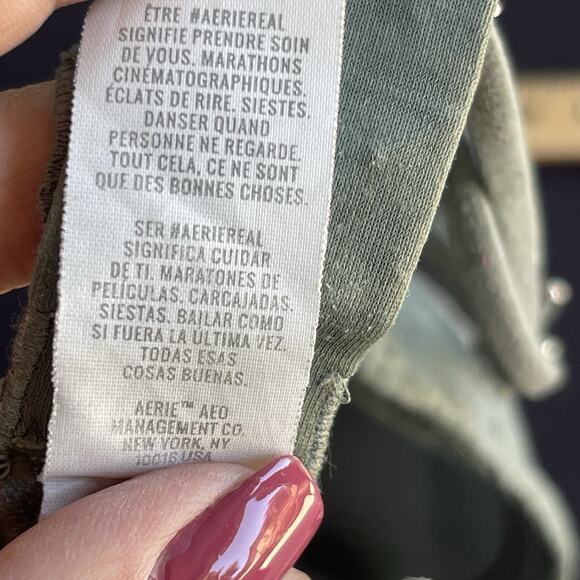 ÊTRE #AERIEREAL
SIGNIFIE PRENDRE SOIN
DE VOUS. MARATHONS
CINÉMATOGRAPHIQUES.
ÉCLATS DE RIRE. SIESTES.
DANSER QUAND
PERSONNE NE REGARDE.
TOUT CELA, CE NE SONT
QUE DES BONNES CHOSES.
SER #AERIEREAL
SIGNIFICA CUIDAR
DE TI. MARATONES DE
PELÍCULAS. CARCAJADAS.
SIESTAS. BAILAR COMO
SI FUERA LA ULTIMA VEZ.
TODAS ESAS
COSAS BUENAS.
AERIE™ AEO
MANAGEMENT CO.
NEW YORK, NY
10018 USA